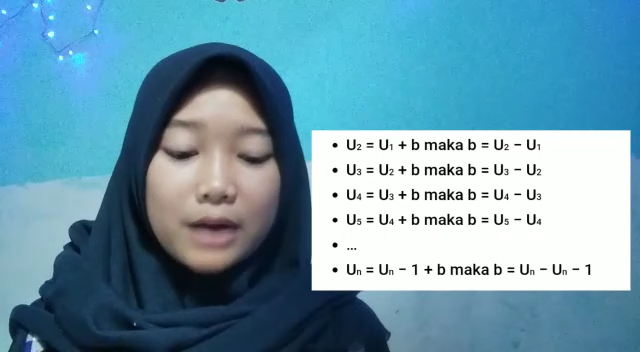 • U₂ = U₁ + b maka b = U₂ − U₁
• U₃ = U₂ + b maka b = U₃ − U₂
• U₄ = U₃ + b maka b = U₄ − U₃
• U₅ = U₄ + b maka b = U₅ − U₄
• ...
• Uₙ = Uₙ − 1 + b maka b = Uₙ − Uₙ − 1